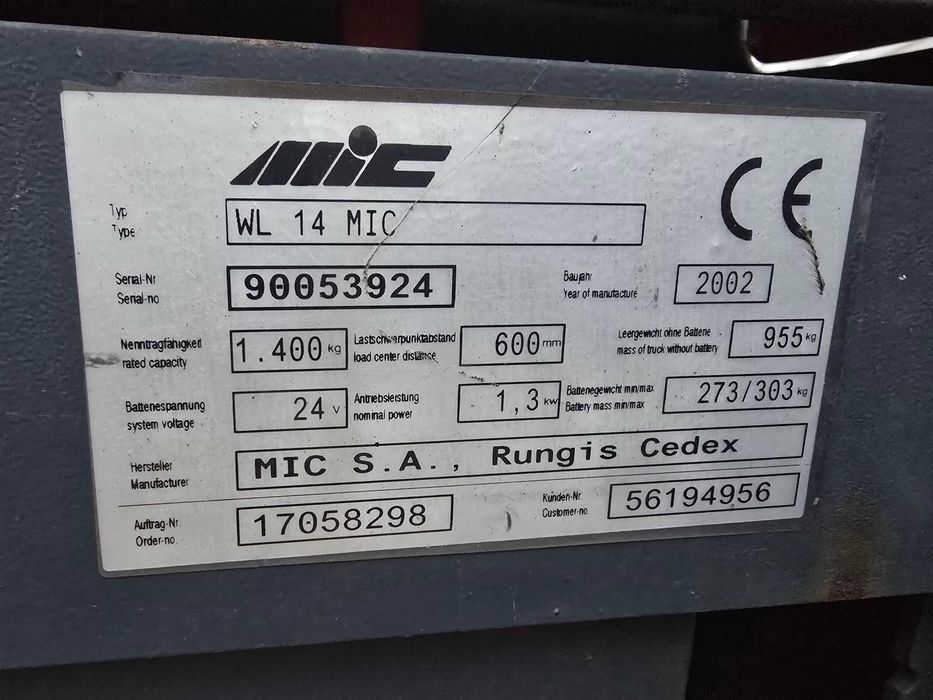 MIC
CE
Typ
Type
WL 14 MIC
Serial-Nr
Serial-no
90053924
Baujahr
Year of manufacture
2002
Nenntragfähigkeit
rated capacity
1.400 kg
Lastschwerpunktabstand
load center distance
600 mm
Leergewicht ohne Batterie
mass of truck without battery
955 kg
Batteriespannung
system voltage
24 V
Antriebsleistung
nominal power
1,3 kw
Batteriegewicht min/max
Battery mass min/max
273/303 kg
Hersteller
Manufacturer
MIC S.A., Rungis Cedex
Auftrag-Nr.
Order-no.
17058298
Kunden-Nr.
Customer-no.
56194956